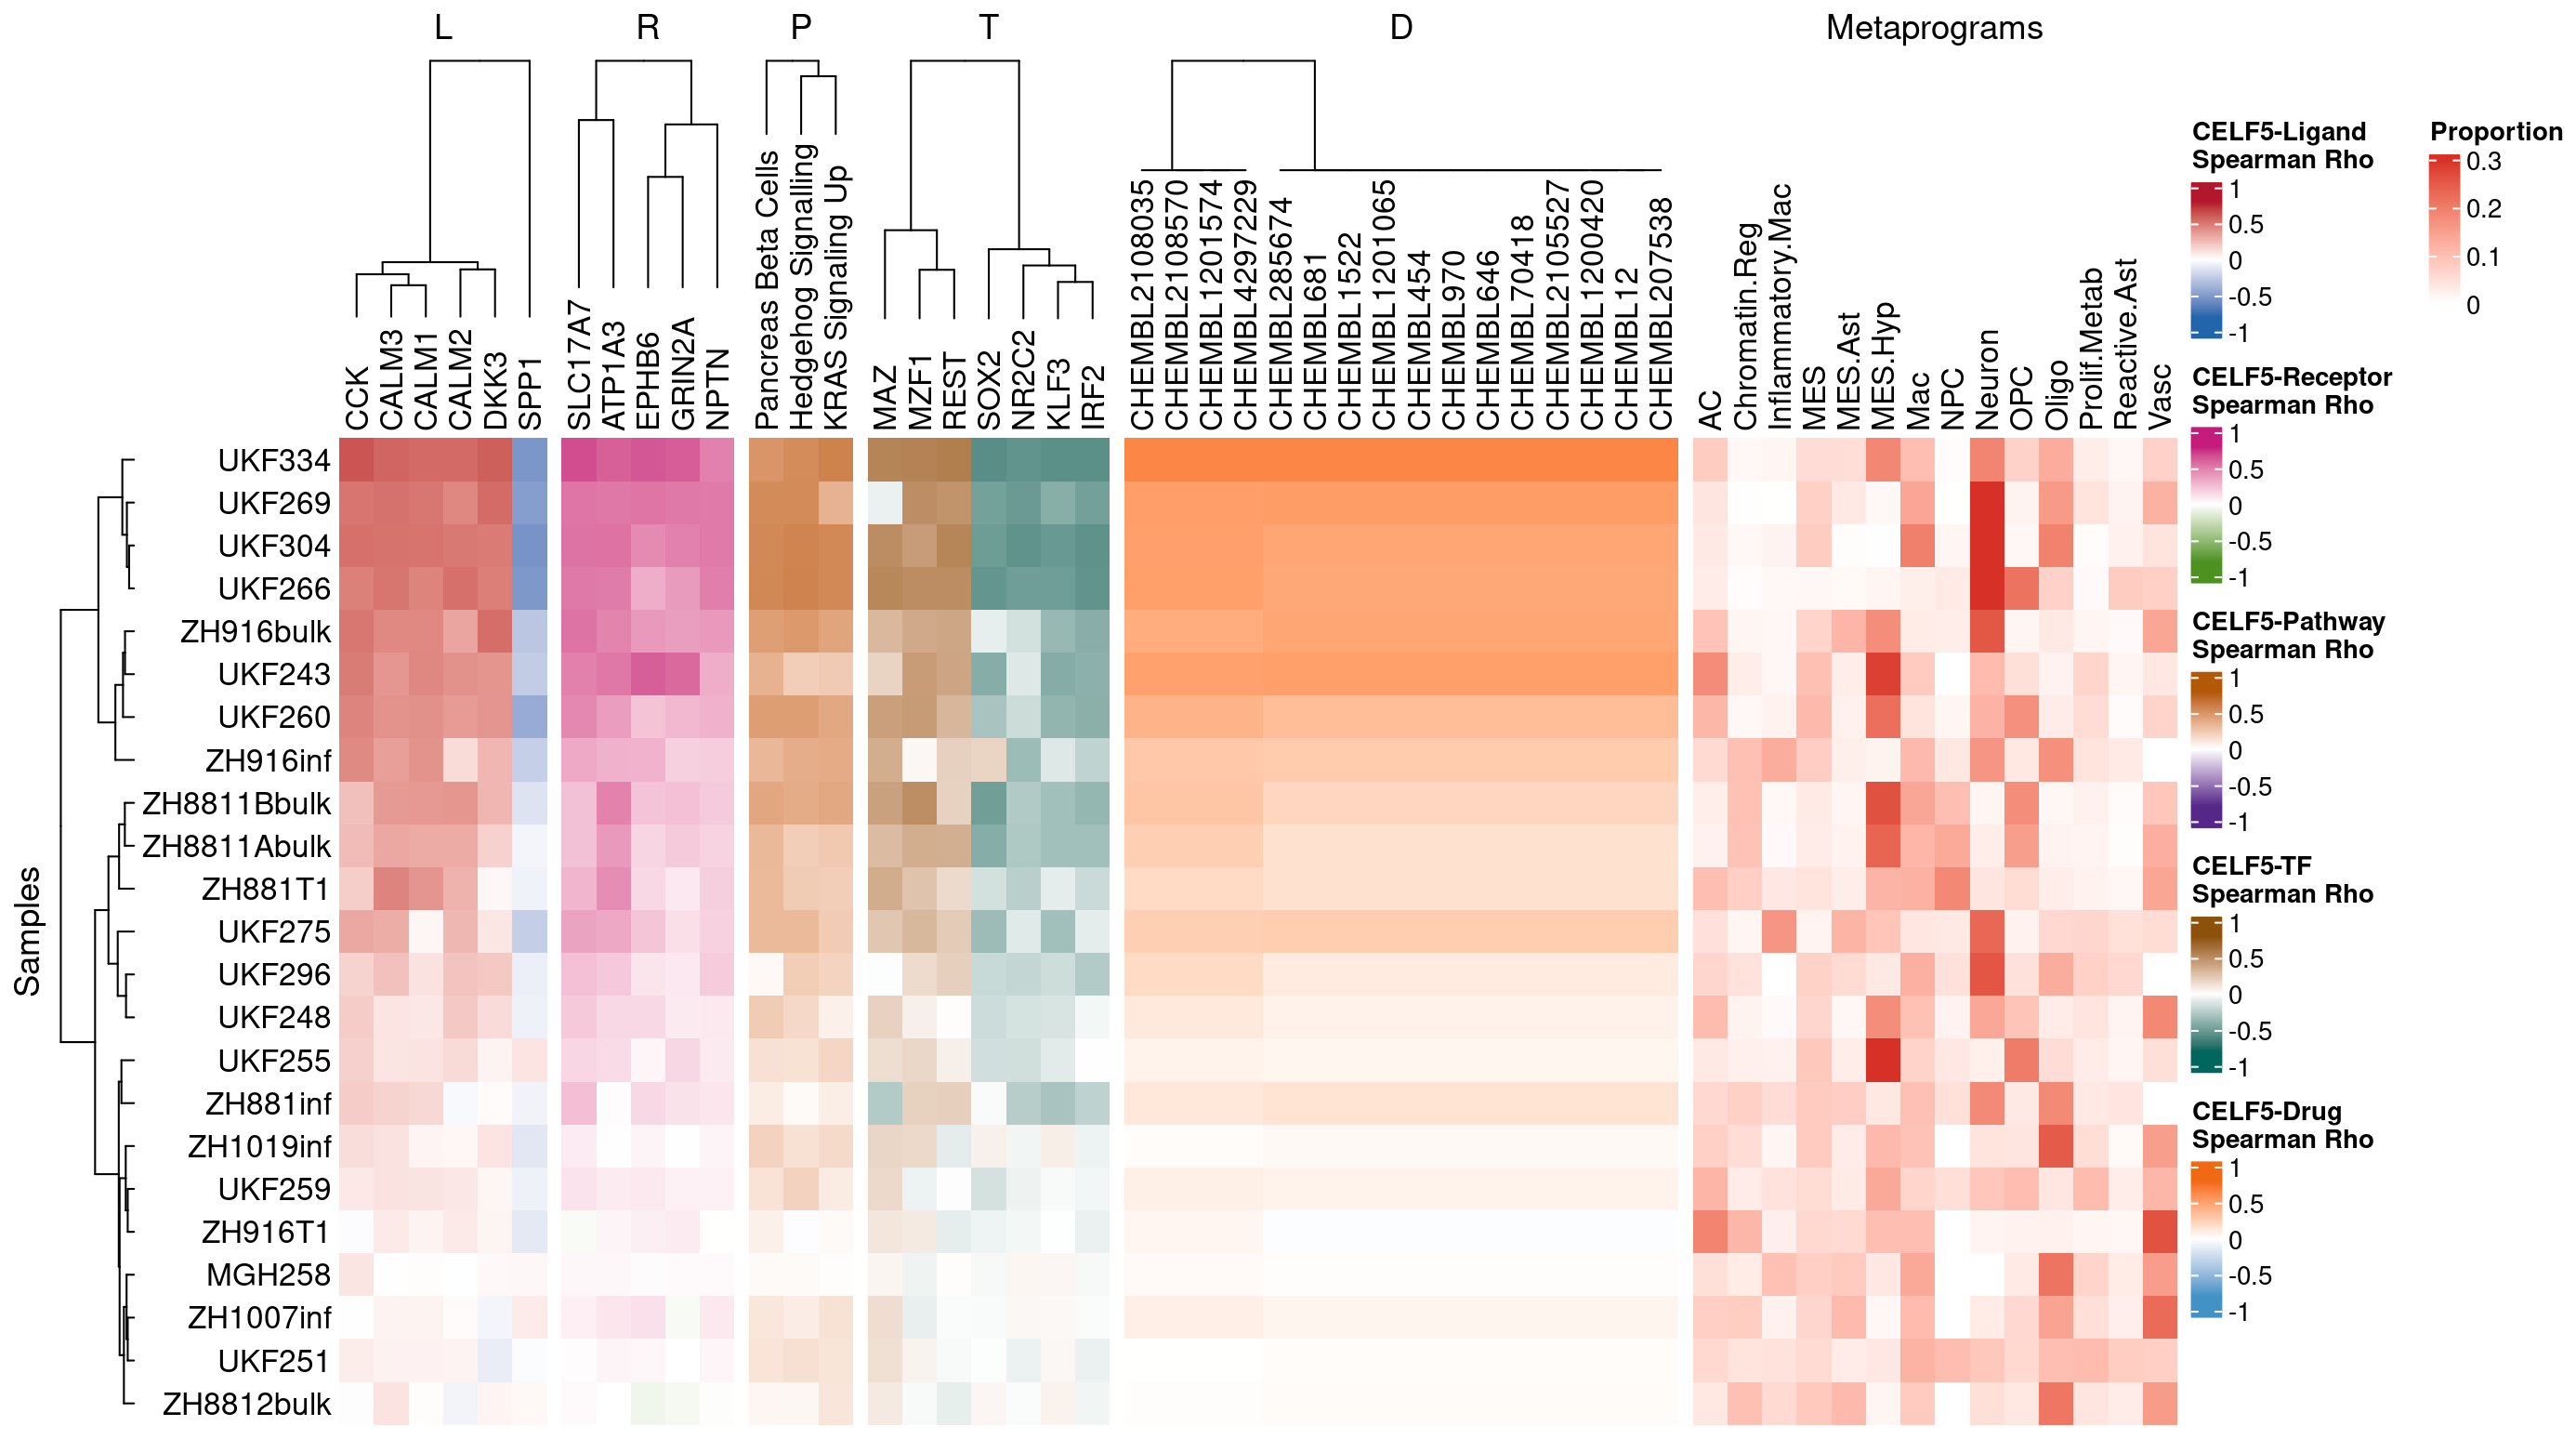 L
R
P
T
D
Metaprograms
CCK
CALM3
CALM1
CALM2
DKK3
SPP1
SLC17A7
ATP1A3
EPHB6
GRIN2A
NPTN
Pancreas Beta Cells
Hedgehog Signalling
KRAS Signaling Up
MAZ
MZF1
REST
SOX2
NR2C2
KLF3
IRF2
CHEMBL2108035
CHEMBL2108570
CHEMBL1201574
CHEMBL4297229
CHEMBL285674
CHEMBL681
CHEMBL1522
CHEMBL1201065
CHEMBL454
CHEMBL970
CHEMBL646
CHEMBL70418
CHEMBL2105527
CHEMBL1200420
CHEMBL12
CHEMBL207538
AC
Chromatin.Reg
Inflammatory.Mac
MES
MES.Ast
MES.Hyp
Mac
NPC
Neuron
OPC
Oligo
Prolif.Metab
Reactive.Ast
Vasc
Samples
UKF334
UKF269
UKF304
UKF266
ZH916bulk
UKF243
UKF260
ZH916inf
ZH8811Bbulk
ZH8811Abulk
ZH881T1
UKF275
UKF296
UKF248
UKF255
ZH881inf
ZH1019inf
UKF259
ZH916T1
MGH258
ZH1007inf
UKF251
ZH8812bulk
CELF5-Ligand
Spearman Rho
1
0.5
0
-0.5
-1
CELF5-Receptor
Spearman Rho
1
0.5
0
-0.5
-1
CELF5-Pathway
Spearman Rho
1
0.5
0
-0.5
-1
CELF5-TF
Spearman Rho
1
0.5
0
-0.5
-1
CELF5-Drug
Spearman Rho
1
0.5
0
-0.5
-1
Proportion
0.3
0.2
0.1
0